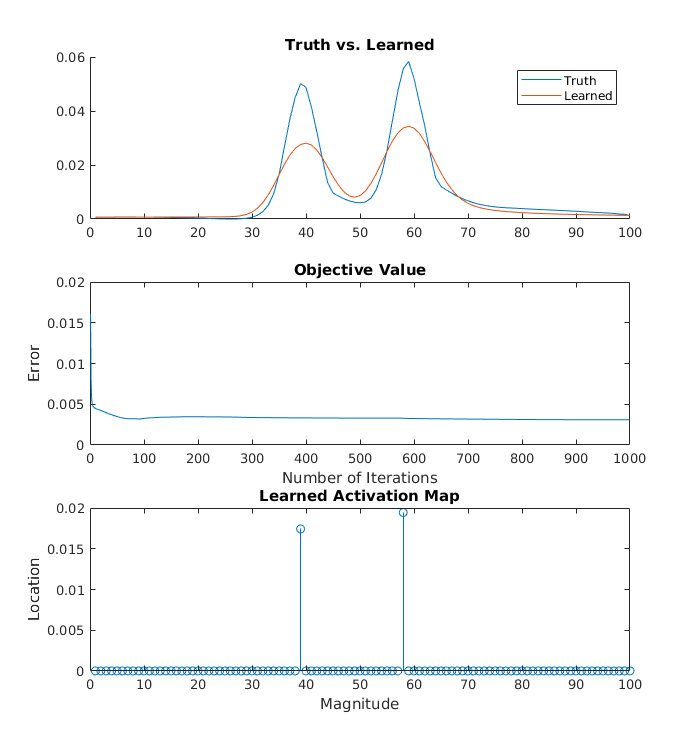 Truth vs. Learned
0.06
0.04
0.02
0
Truth
Learned
0 10 20 30 40 50 60 70 80 90 100
Objective Value
0.02
0.015
0.01
0.005
0
Error
0 100 200 300 400 500 600 700 800 900 1000
Number of Iterations
Learned Activation Map
0.02
0.015
0.01
0.005
0
Location
0 10 20 30 40 50 60 70 80 90 100
Magnitude